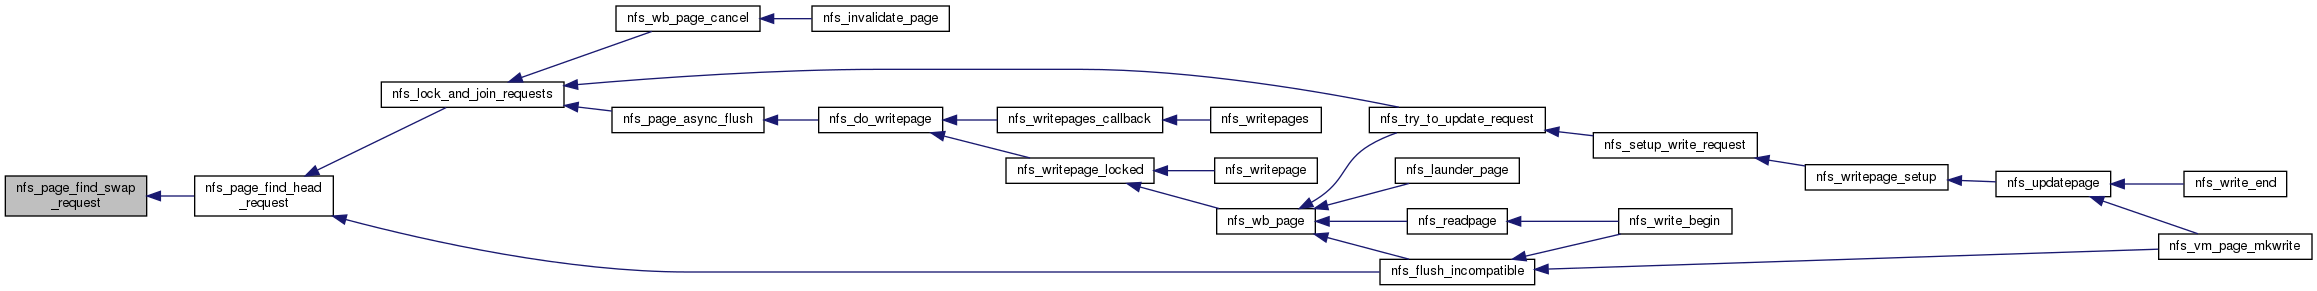 nfs_wb_page_cancel
nfs_invalidate_page
nfs_lock_and_join_requests
nfs_page_async_flush
nfs_do_writepage
nfs_writepages_callback
nfs_writepages
nfs_try_to_update_request
nfs_setup_write_request
nfs_writepage_locked
nfs_writepage
nfs_launder_page
nfs_writepage_setup
nfs_updatepage
nfs_write_end
nfs_page_find_swap
_request
nfs_page_find_head
_request
nfs_wb_page
nfs_readpage
nfs_write_begin
nfs_vm_page_mkwrite
nfs_flush_incompatible